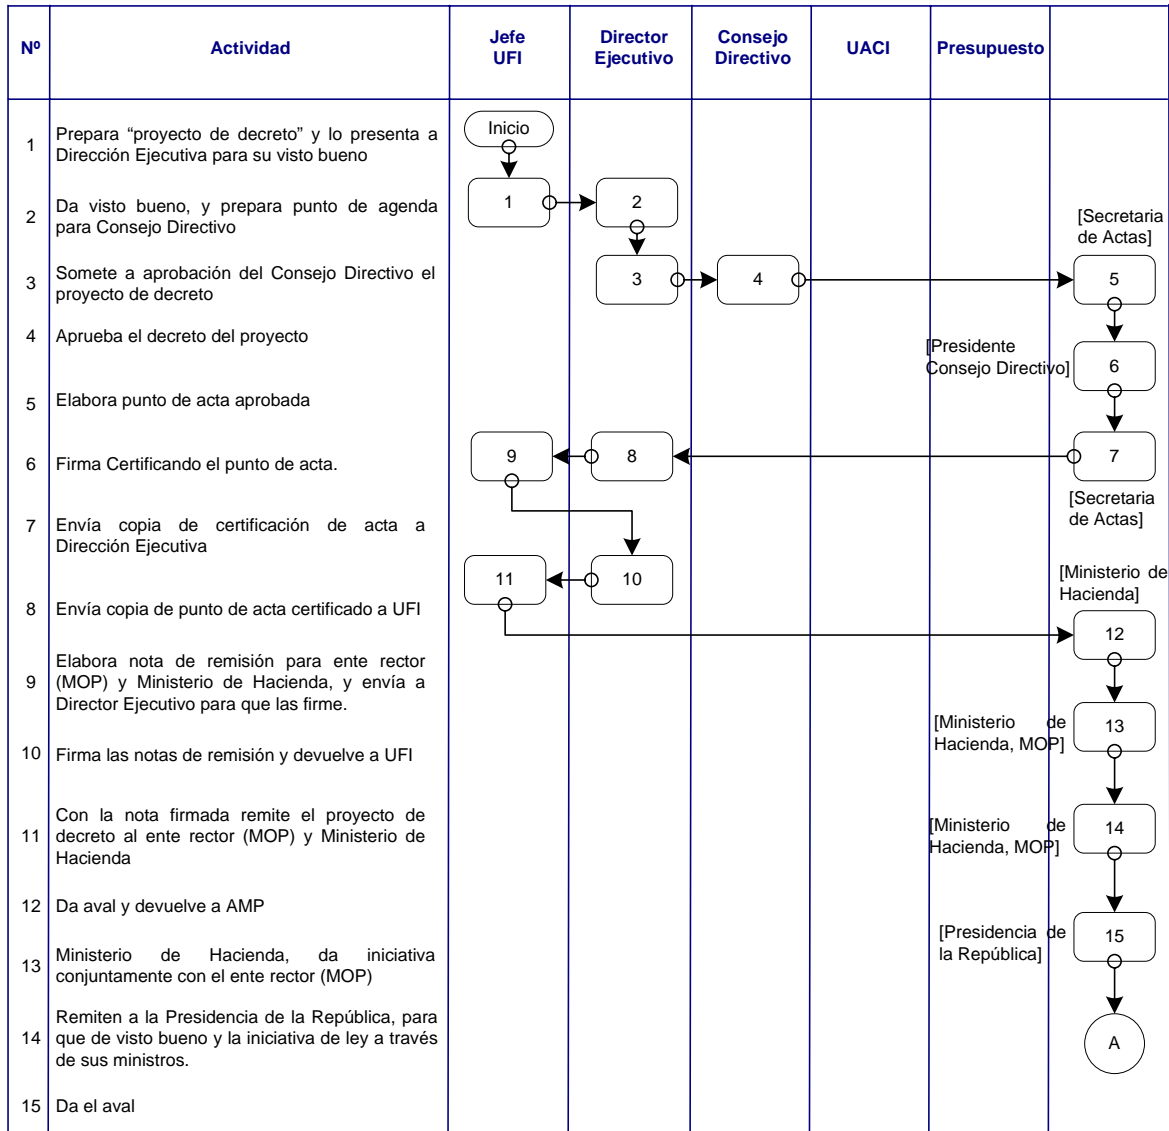 Nº
Actividad
Jefe
UFI
Director
Ejecutivo
Consejo
Directivo
UACI
Presupuesto
1
Prepara “proyecto de decreto” y lo presenta a
Dirección Ejecutiva para su visto bueno
2
Da visto bueno, y prepara punto de agenda
para Consejo Directivo
3
Somete a aprobación del Consejo Directivo el
proyecto de decreto
4
Aprueba el decreto del proyecto
5
Elabora punto de acta aprobada
6
Firma Certificando el punto de acta.
7
Envía copia de certificación de acta a
Dirección Ejecutiva
8
Envía copia de punto de acta certificado a UFI
9
Elabora nota de remisión para ente rector
(MOP) y Ministerio de Hacienda, y envía a
Director Ejecutivo para que las firme.
10
Firma las notas de remisión y devuelve a UFI
11
Con la nota firmada remite el proyecto de
decreto al ente rector (MOP) y Ministerio de
Hacienda
12
Da aval y devuelve a AMP
13
Ministerio de Hacienda, da iniciativa
conjuntamente con el ente rector (MOP)
14
Remiten a la Presidencia de la República, para
que de visto bueno y la iniciativa de ley a través
de sus ministros.
15
Da el aval
Inicio
1
2
3
4
[Secretaria
de Actas]
5
[Presidente
Consejo Directivo]
6
7
[Secretaria
de Actas]
8
9
10
11
[Ministerio de
Hacienda]
12
[Ministerio de
Hacienda, MOP]
13
[Ministerio de
Hacienda, MOP]
14
[Presidencia de
la República]
15
A